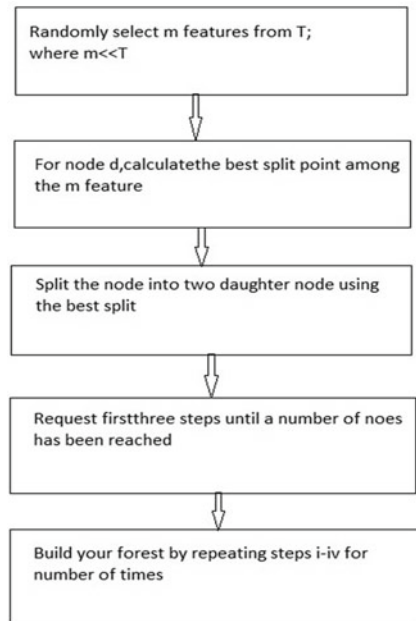 Randomly select m features from T;
where m<<T
For node d,calculatethe best split point among
the m feature
Split the node into two daughter node using
the best split
Request firstthree steps until a number of noes
has been reached
Build your forest by repeating steps i-iv for
number of times